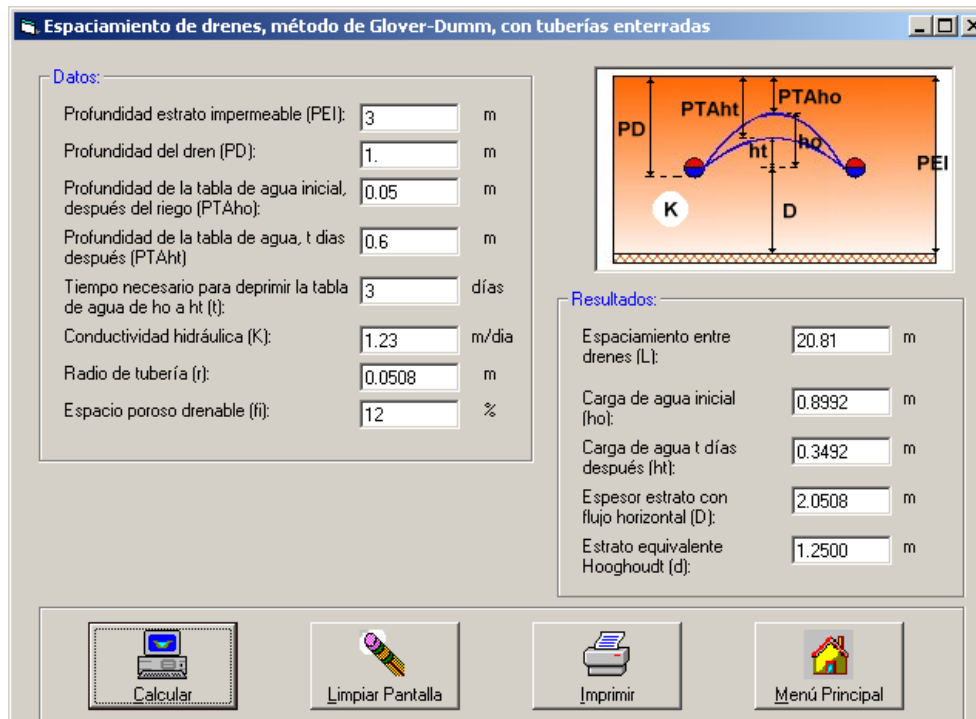 Espaciamiento de drenes, método de Glover-Dumm, con tuberías enterradas
Datos:
Profundidad estrato impermeable (PEI): 3 m
Profundidad del dren (PD): 1. m
Profundidad de la tabla de agua inicial,
después del riego (PTAho): 0.05 m
Profundidad de la tabla de agua, t dias
después (PTAht) 0.6 m
Tiempo necesario para deprimir la tabla
de agua de ho a ht (t): 3 días
Conductividad hidráulica (K): 1.23 m/dia
Radio de tubería (r): 0.0508 m
Espacio poroso drenable (fi): 12 %
PTAho
PTAht
PD
ht
ho
PEI
K
D
Resultados:
Espaciamiento entre
drenes (L): 20.81 m
Carga de agua inicial
(ho): 0.8992 m
Carga de agua t días
después (ht): 0.3492 m
Espesor estrato con
flujo horizontal (D): 2.0508 m
Estrato equivalente
Hooghoudt (d): 1.2500 m
Calcular
Limpiar Pantalla
Imprimir
Menú Principal